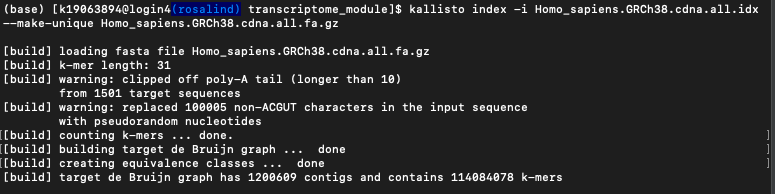 (base) [k19063894@login4(rosalind) transcriptome_module]$ kallisto index -i Homo_sapiens.GRCh38.cdna.all.idx
--make-unique Homo_sapiens.GRCh38.cdna.all.fa.gz
[build] loading fasta file Homo_sapiens.GRCh38.cdna.all.fa.gz
[build] k-mer length: 31
[build] warning: clipped off poly-A tail (longer than 10)
from 1501 target sequences
[build] warning: replaced 100005 non-ACGUT characters in the input sequence
with pseudorandom nucleotides
[[build] counting k-mers ... done. ]
[[build] building target de Bruijn graph ...  done ]
[[build] creating equivalence classes ...  done ]
[[build] target de Bruijn graph has 1200609 contigs and contains 114084078 k-mers ]